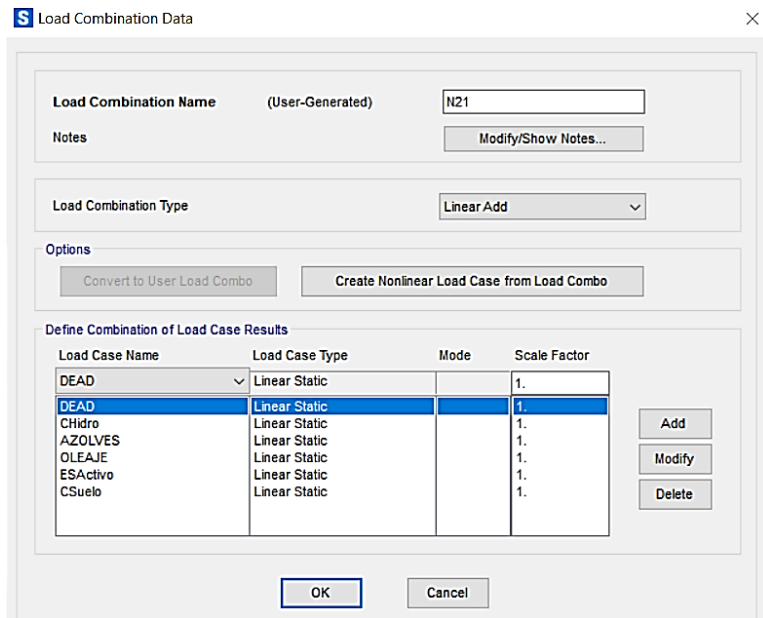 S Load Combination Data
Load Combination Name (User-Generated) N21
Notes Modify/Show Notes...
Load Combination Type Linear Add
Options
Convert to User Load Combo Create Nonlinear Load Case from Load Combo
Define Combination of Load Case Results
Load Case Name Load Case Type Mode Scale Factor
DEAD Linear Static 1.
DEAD Linear Static 1.
CHidro Linear Static 1.
AZOLVES Linear Static 1.
OLEAJE Linear Static 1.
ESActivo Linear Static 1.
CSuelo Linear Static 1.
Add
Modify
Delete
OK Cancel